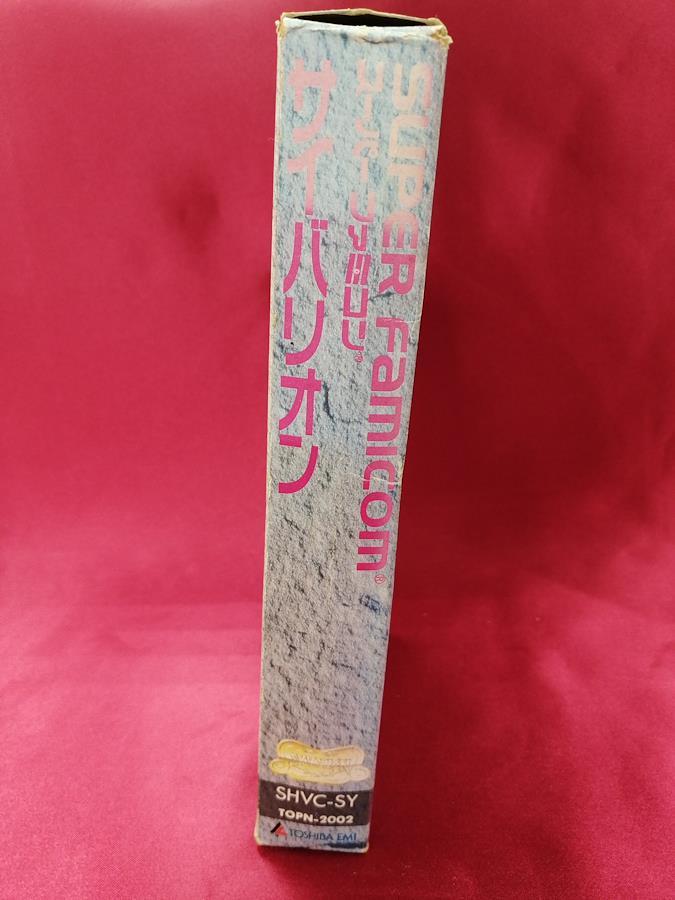 SUPER FAMICOM®
スーパーファミコン®
サイバリオン
SHVC-SY
TOPN-2002
TOSHIBA EMI